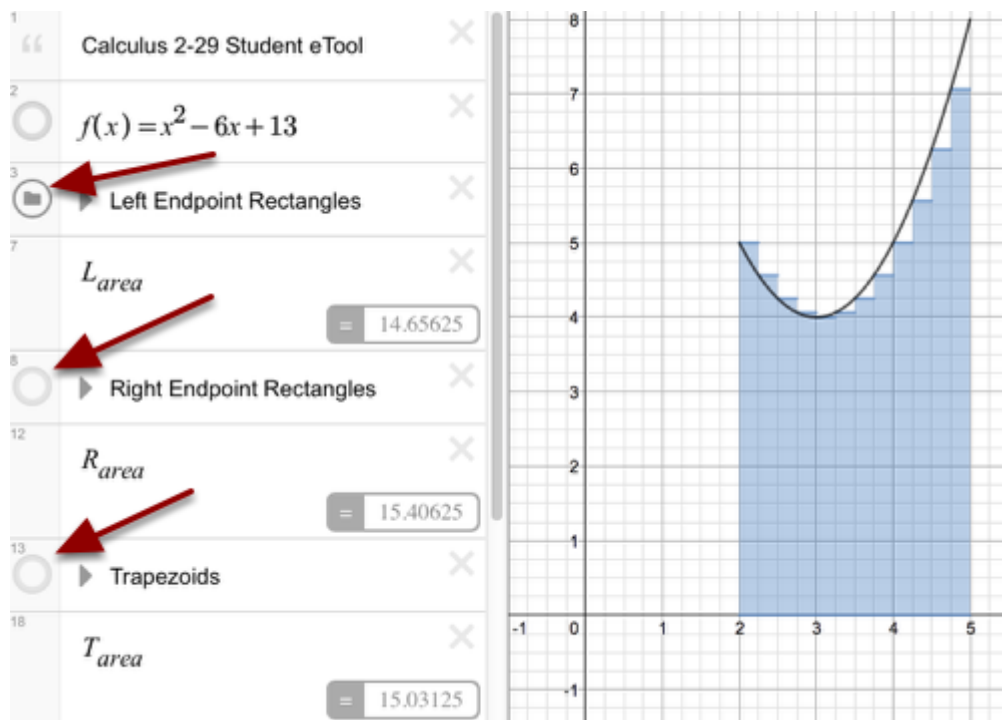 1
“ Calculus 2-29 Student eTool
2
f(x) = x² − 6x + 13
3
Left Endpoint Rectangles
7
L_area
= 14.65625
8
Right Endpoint Rectangles
12
R_area
= 15.40625
13
Trapezoids
18
T_area
= 15.03125
8
7
6
5
4
3
2
1
-1 0 1 2 3 4 5
-1